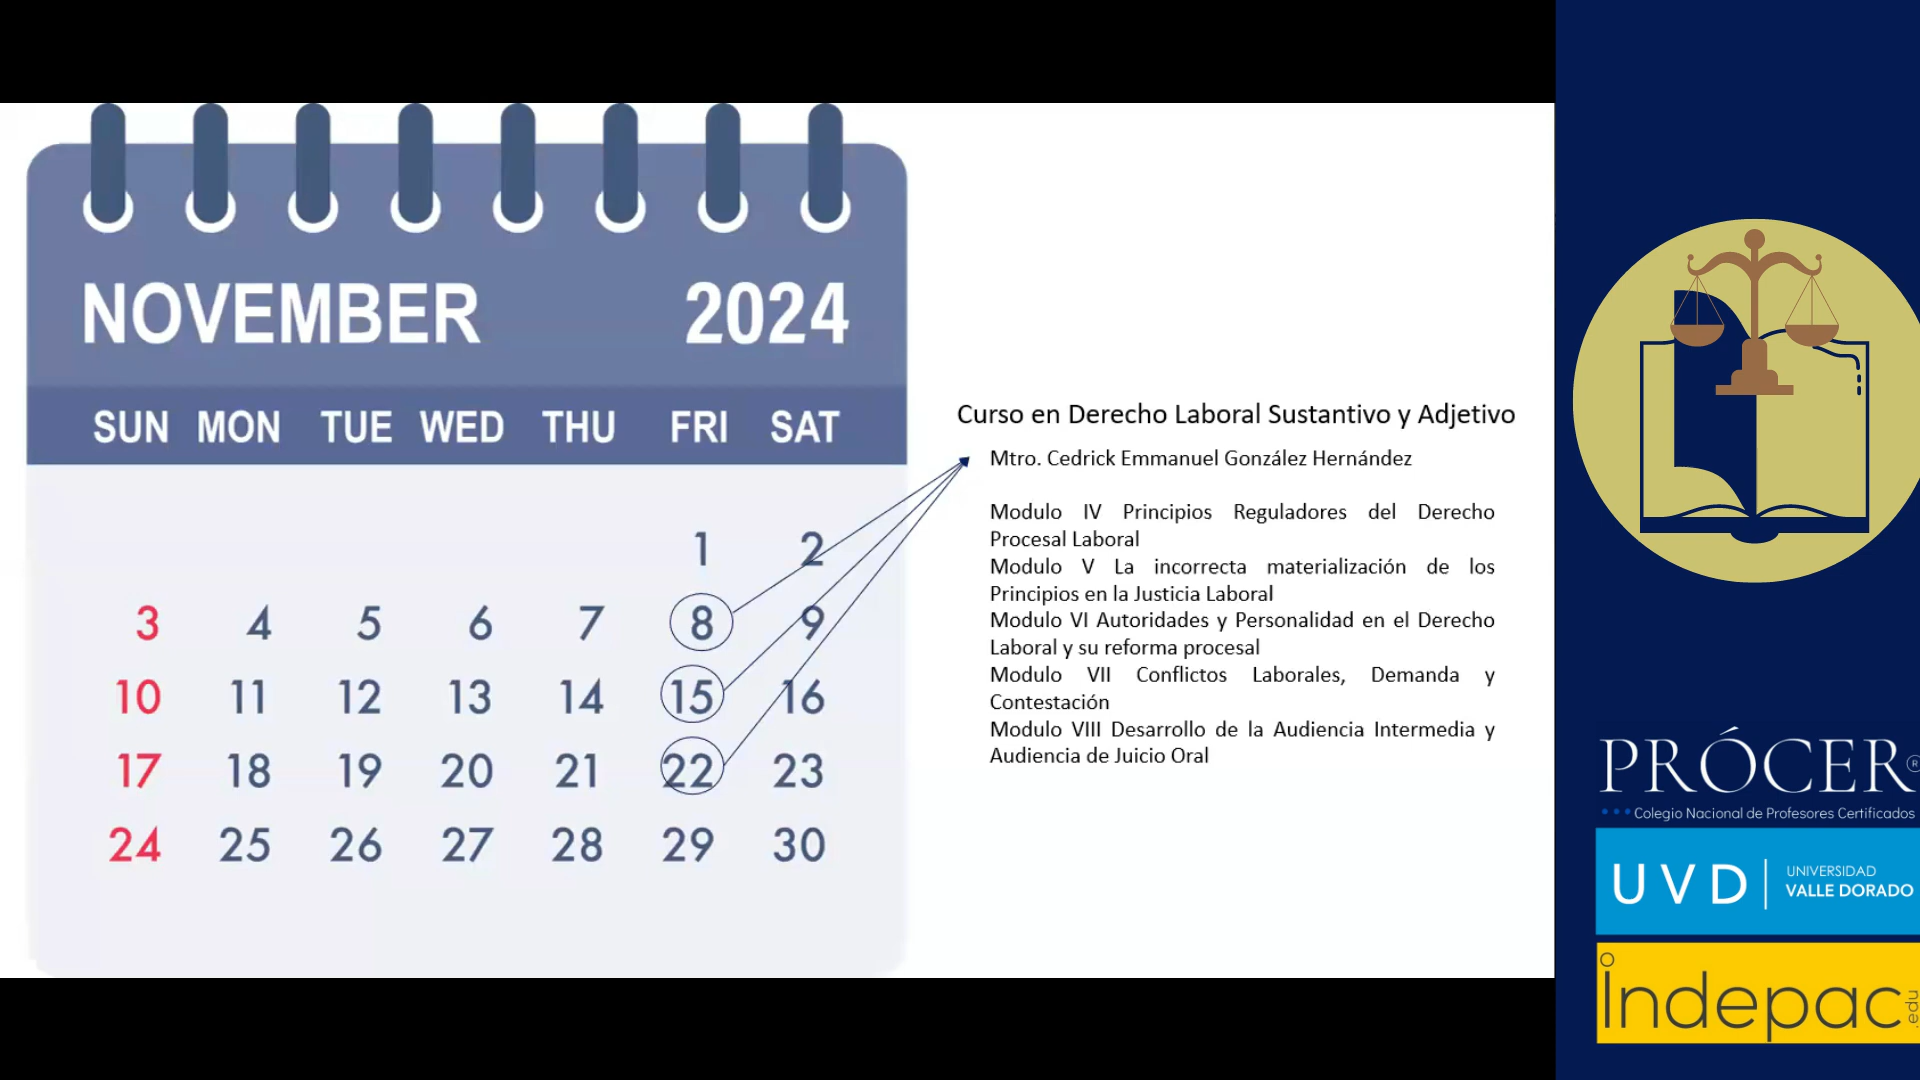 NOVEMBER 2024
SUN MON TUE WED THU FRI SAT
1 2
3 4 5 6 7 8 9
10 11 12 13 14 15 16
17 18 19 20 21 22 23
24 25 26 27 28 29 30
Curso en Derecho Laboral Sustantivo y Adjetivo
Mtro. Cedrick Emmanuel González Hernández
Modulo IV Principios Reguladores del Derecho
Procesal Laboral
Modulo V La incorrecta materialización de los
Principios en la Justicia Laboral
Modulo VI Autoridades y Personalidad en el Derecho
Laboral y su reforma procesal
Modulo VII Conflictos Laborales, Demanda y
Contestación
Modulo VIII Desarrollo de la Audiencia Intermedia y
Audiencia de Juicio Oral
PRÓCER®
Colegio Nacional de Profesores Certificados
UVD UNIVERSIDAD
VALLE DORADO
indepac .edu